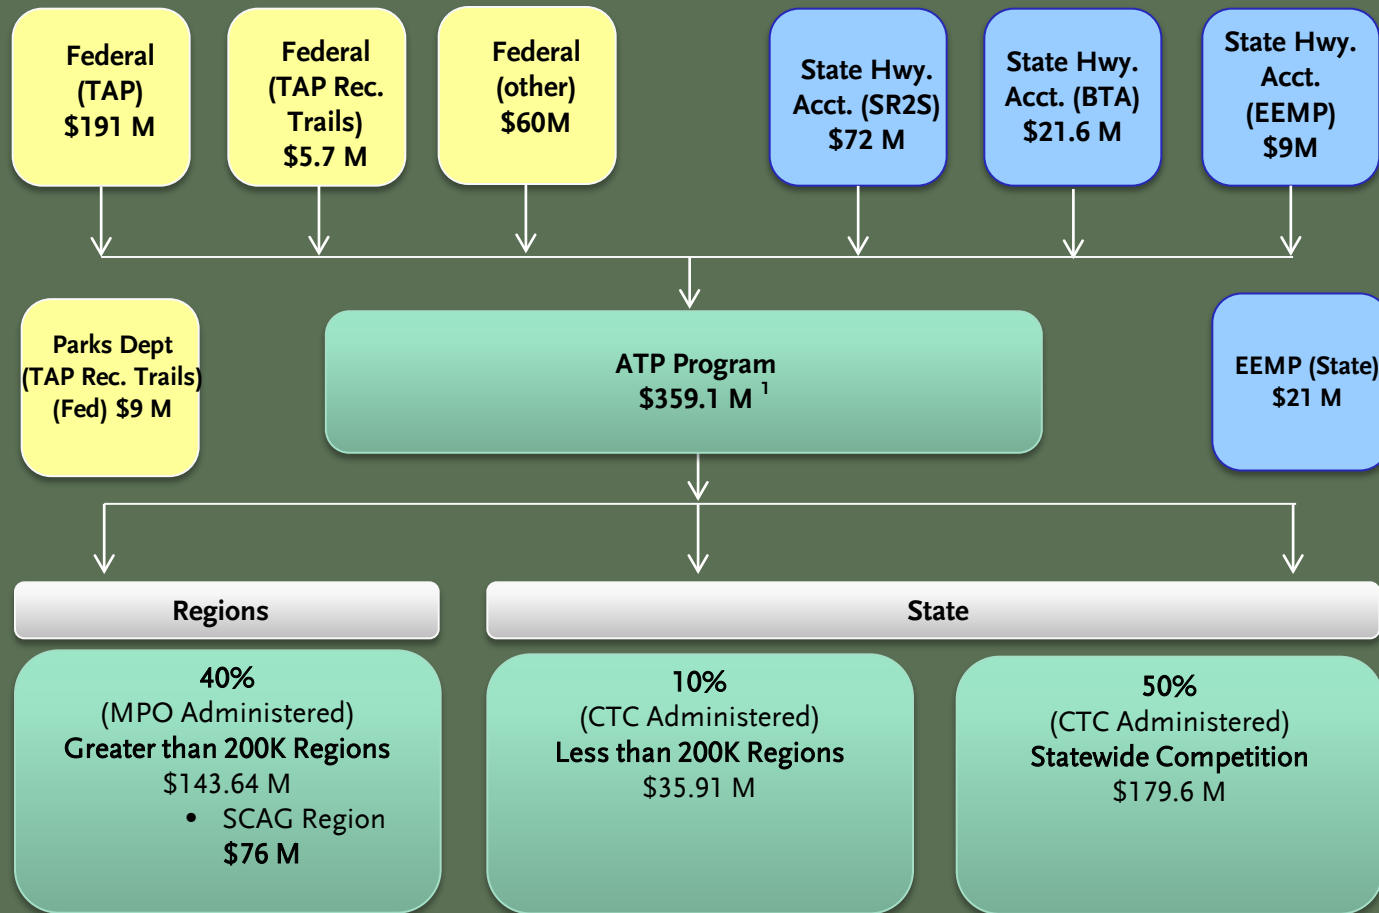 Federal
(TAP)
$191 M
Federal
(TAP Rec.
Trails)
$5.7 M
Federal
(other)
$60M
State Hwy.
Acct. (SR2S)
$72 M
State Hwy.
Acct. (BTA)
$21.6 M
State Hwy.
Acct.
(EEMP)
$9M
Parks Dept
(TAP Rec. Trails)
(Fed) $9 M
ATP Program
$359.1 M 1
EEMP (State)
$21 M
Regions
State
40%
(MPO Administered)
Greater than 200K Regions
$143.64 M
• SCAG Region
$76 M
10%
(CTC Administered)
Less than 200K Regions
$35.91 M
50%
(CTC Administered)
Statewide Competition
$179.6 M